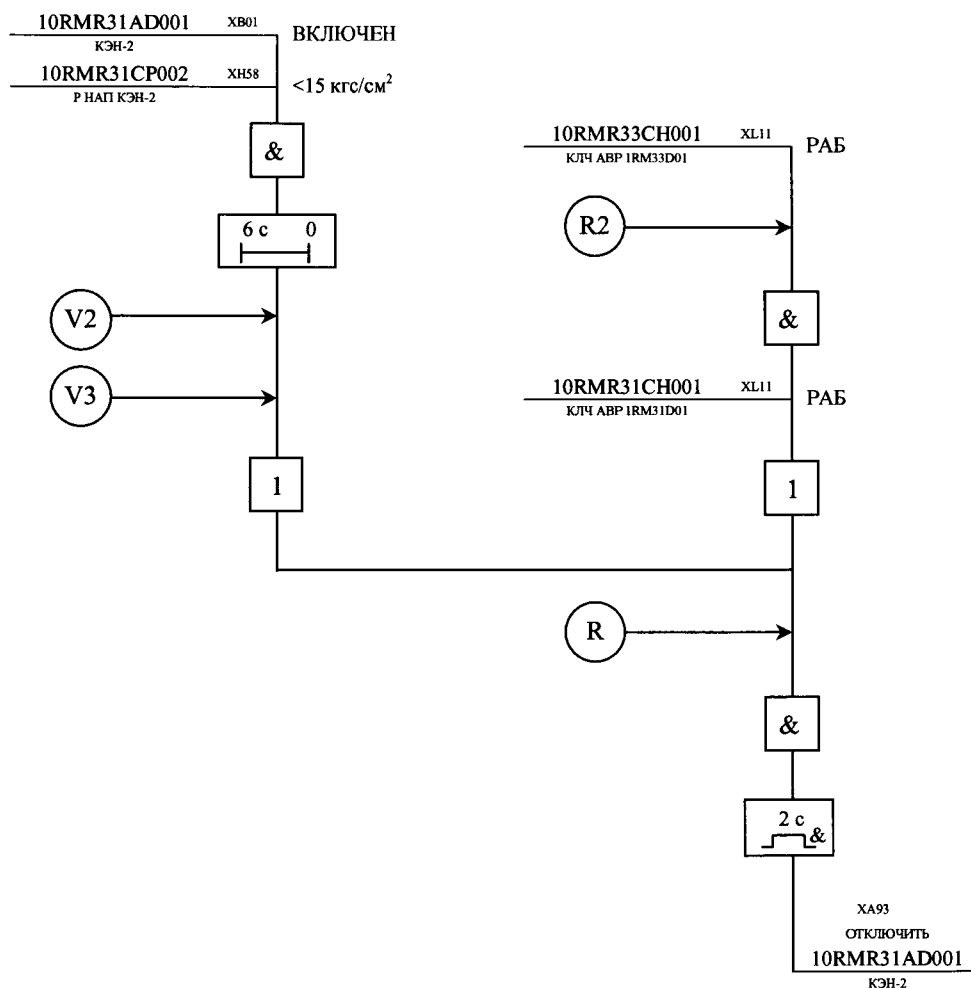 10RMR31AD001 XB01 ВКЛЮЧЕН
КЭН-2
10RMR31CP002 XH58 <15 кгс/см²
Р НАП КЭН-2
&
6 с 0
V2
V3
1
10RMR33CH001 XL11 РАБ
КЛЧ АВР 1RM33D01
R2
&
10RMR31CH001 XL11 РАБ
КЛЧ АВР 1RM31D01
1
R
&
2 с
&
XA93
ОТКЛЮЧИТЬ
10RMR31AD001
КЭН-2